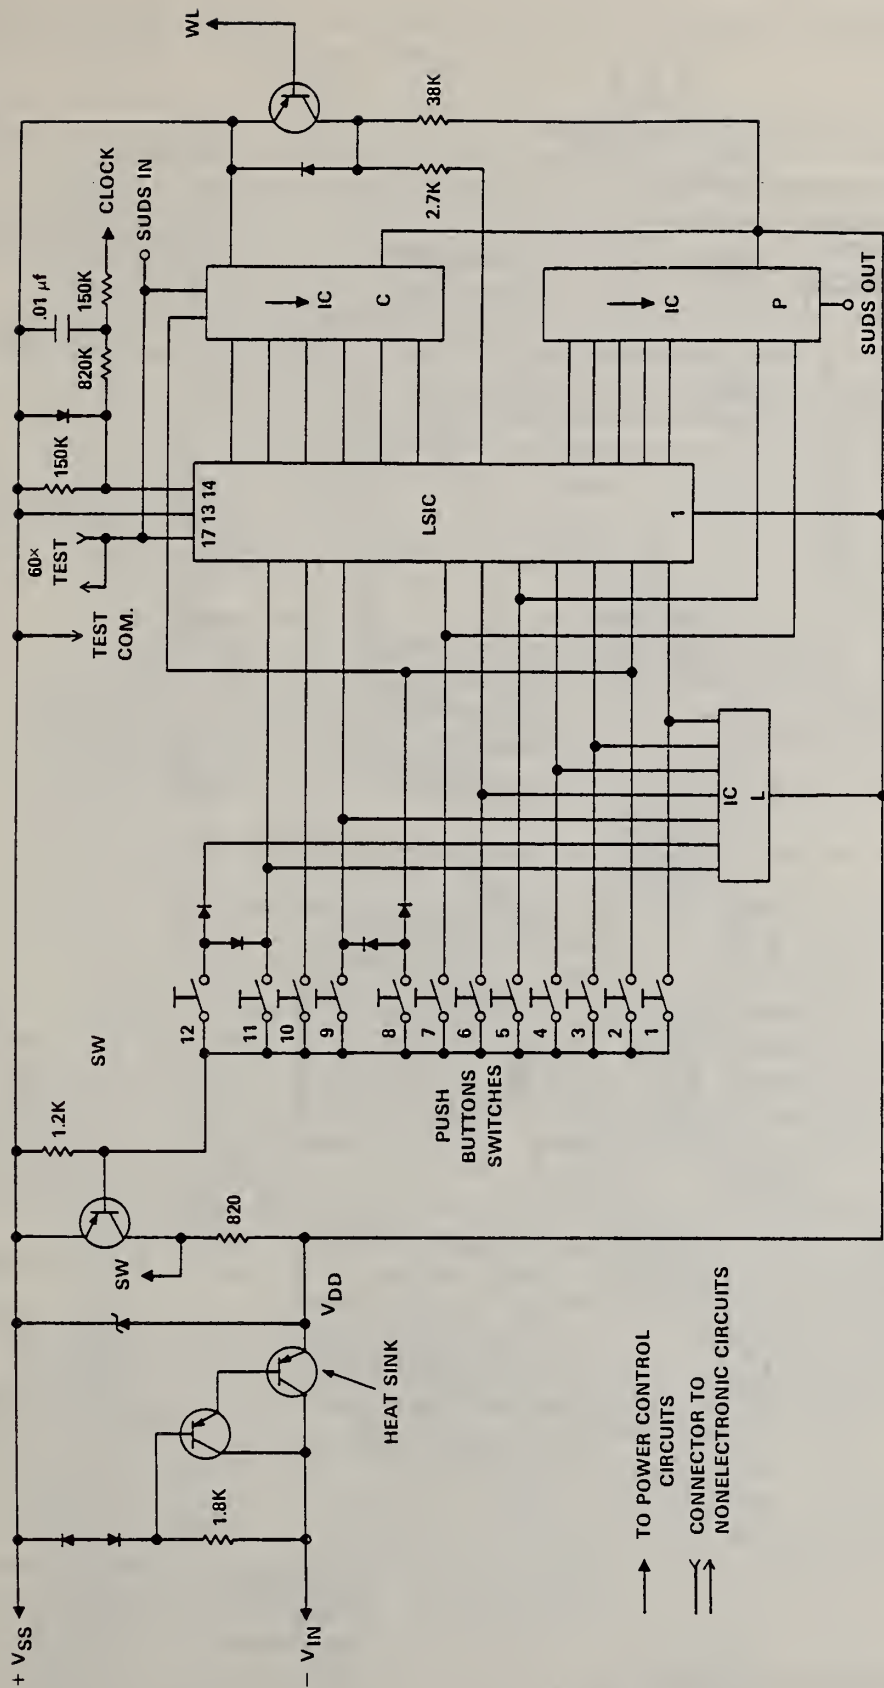 + VSS
− VIN
1.8K
HEAT SINK
VDD
SW
820
1.2K
SW
PUSH
BUTTONS
SWITCHES
12
11
10
9
8
7
6
5
4
3
2
1
TEST
COM.
60×
TEST
150K
820K
.01 µf
150K
CLOCK
SUDS IN
17 13 14
LSIC
1
IC
L
IC
C
IC
P
SUDS OUT
2.7K
38K
WL
TO POWER CONTROL
CIRCUITS
CONNECTOR TO
NONELECTRONIC CIRCUITS